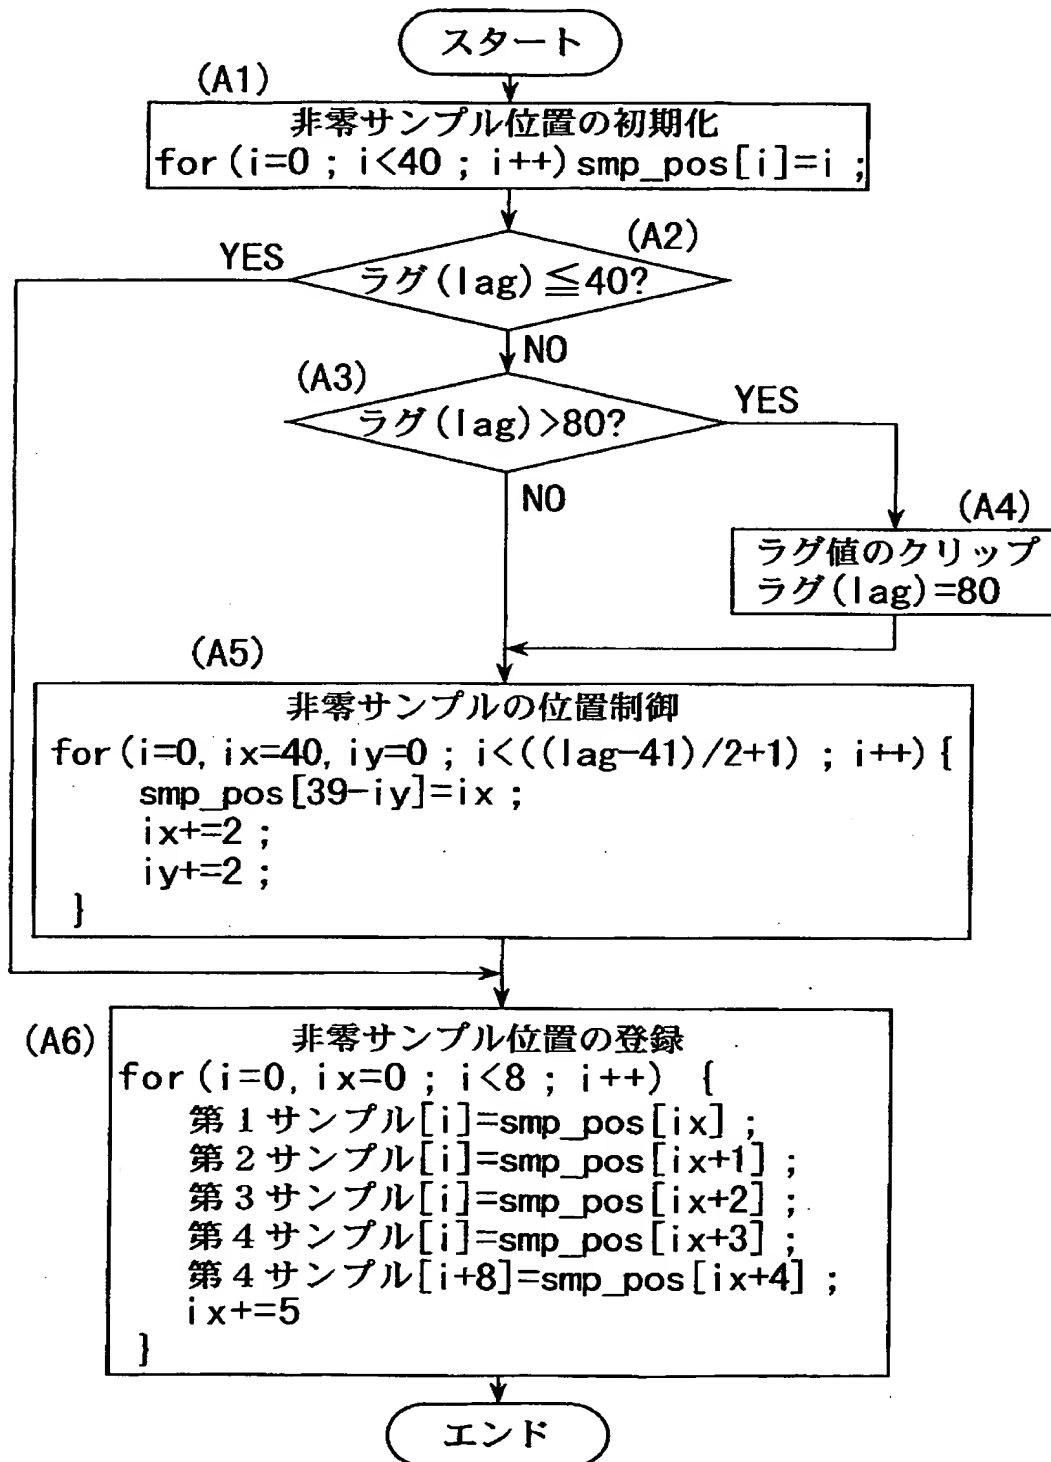 スタート
(A1)
非零サンプル位置の初期化
for(i=0 ; i<40 ; i++)smp_pos[i]=i ;
(A2)
YES
ラグ(lag)≦40?
NO
(A3)
ラグ(lag)>80?
YES
NO
(A4)
ラグ値のクリップ
ラグ(lag)=80
(A5)
非零サンプルの位置制御
for(i=0, ix=40, iy=0 ; i<((lag-41)/2+1) ; i++){
smp_pos[39-iy]=ix ;
ix+=2 ;
iy+=2 ;
}
(A6)
非零サンプル位置の登録
for(i=0, ix=0 ; i<8 ; i++) {
第1サンプル[i]=smp_pos[ix] ;
第2サンプル[i]=smp_pos[ix+1] ;
第3サンプル[i]=smp_pos[ix+2] ;
第4サンプル[i]=smp_pos[ix+3] ;
第4サンプル[i+8]=smp_pos[ix+4] ;
ix+=5
}
エンド